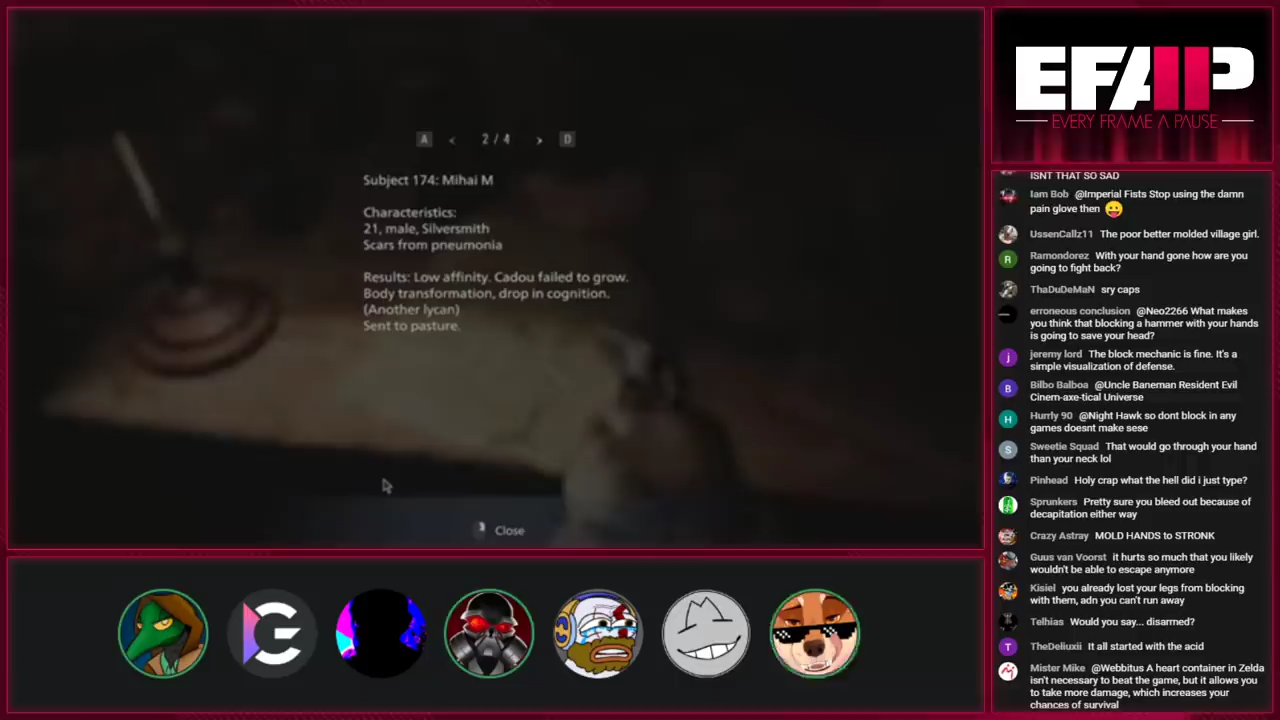 A < 2 / 4 > D
Subject 174: Mihai M
Characteristics:
21, male, Silversmith
Scars from pneumonia
Results: Low affinity. Cadou failed to grow.
Body transformation, drop in cognition.
(Another lycan)
Sent to pasture.
Close
EFAP
EVERY FRAME A PAUSE
ISNT THAT SO SAD
Iam Bob @Imperial Fists Stop using the damn
pain glove then 😛
UssenCallz11 The poor better molded village girl.
R Ramondorez With your hand gone how are you
going to fight back?
ThaDuDeMaN sry caps
erroneous conclusion @Neo2266 What makes
you think that blocking a hammer with your hands
is going to save your head?
j jeremy lord The block mechanic is fine. It's a
simple visualization of defense.
B Bilbo Balboa @Uncle Baneman Resident Evil
Cinem-axe-tical Universe
H Hurrly 90 @Night Hawk so dont block in any
games doesnt make sese
S Sweetie Squad That would go through your hand
than your neck lol
Pinhead Holy crap what the hell did i just type?
Sprunkers Pretty sure you bleed out because of
decapitation either way
Crazy Astray MOLD HANDS to STRONK
Guus van Voorst it hurts so much that you likely
wouldn't be able to escape anymore
Kisiel you already lost your legs from blocking
with them, adn you can't run away
Telhias Would you say... disarmed?
T TheDeliuxii It all started with the acid
Mister Mike @Webbitus A heart container in Zelda
isn't necessary to beat the game, but it allows you
to take more damage, which increases your
chances of survival